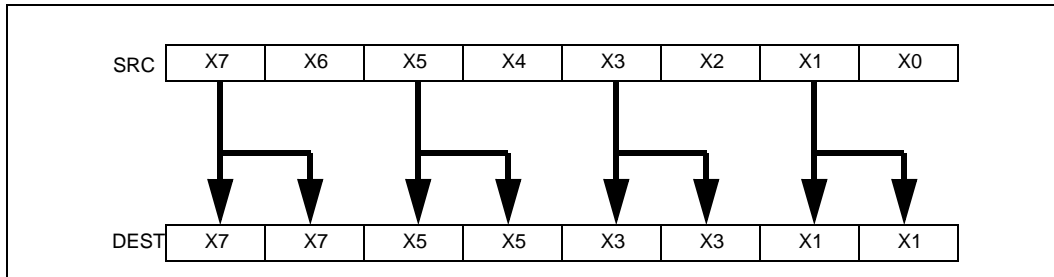 SRC X7 X6 X5 X4 X3 X2 X1 X0
DEST X7 X7 X5 X5 X3 X3 X1 X1